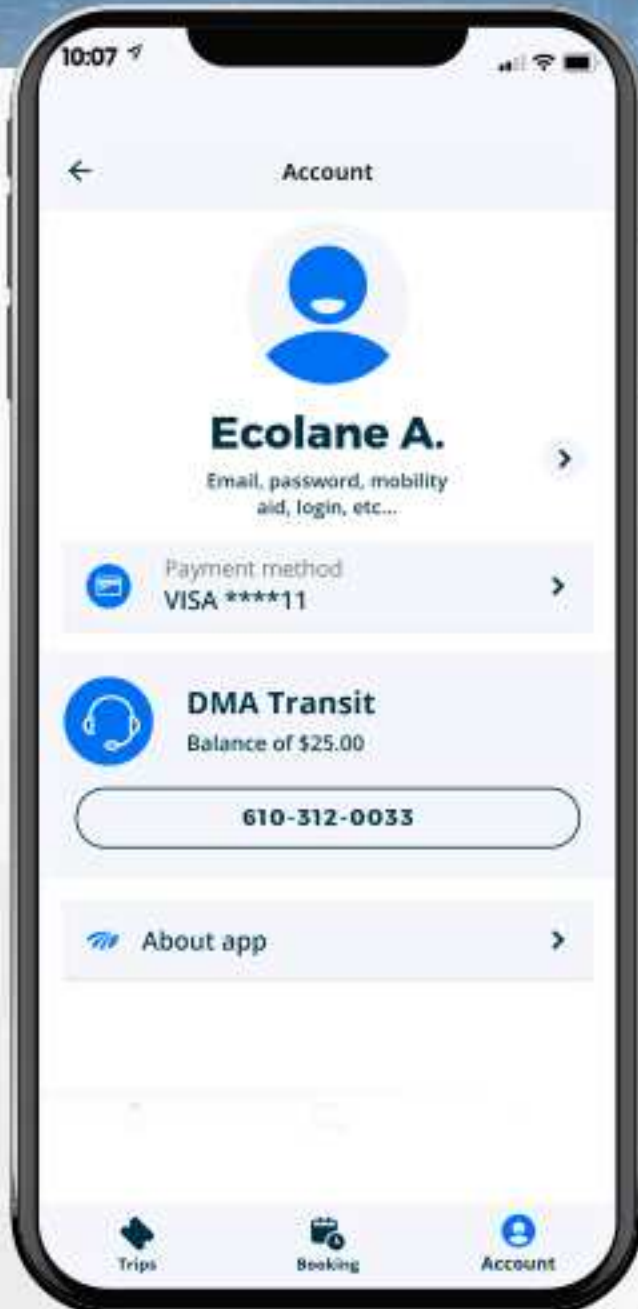 10:07
Account
Ecolane A.
Email, password, mobility
aid, login, etc...
Payment method
VISA ****11
DMA Transit
Balance of $25.00
610-312-0033
About app
Trips
Booking
Account